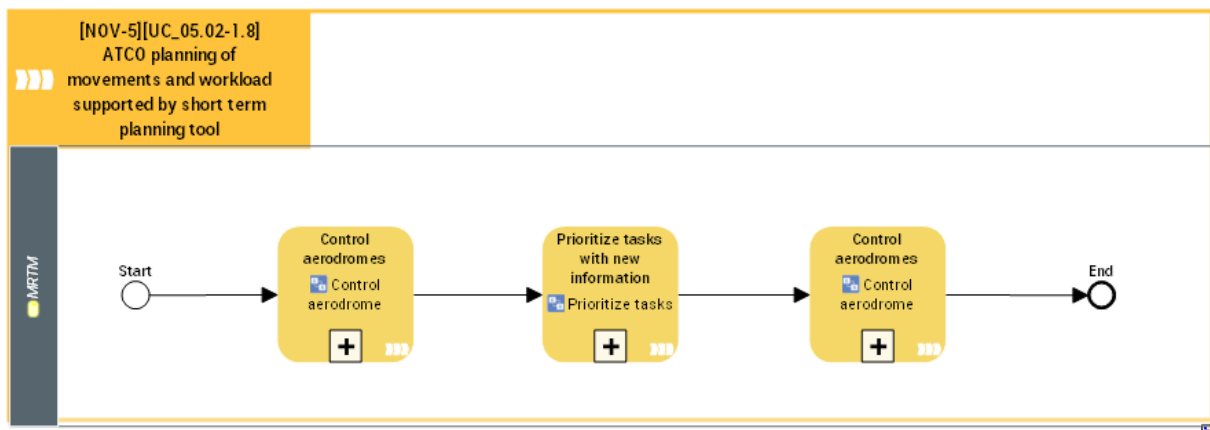 [NOV-5][UC_05.02-1.8]
ATCO planning of
movements and workload
supported by short term
planning tool
MRTM
Start
Control
aerodromes
Control
aerodrome
Prioritize tasks
with new
information
Prioritize tasks
Control
aerodromes
Control
aerodrome
End